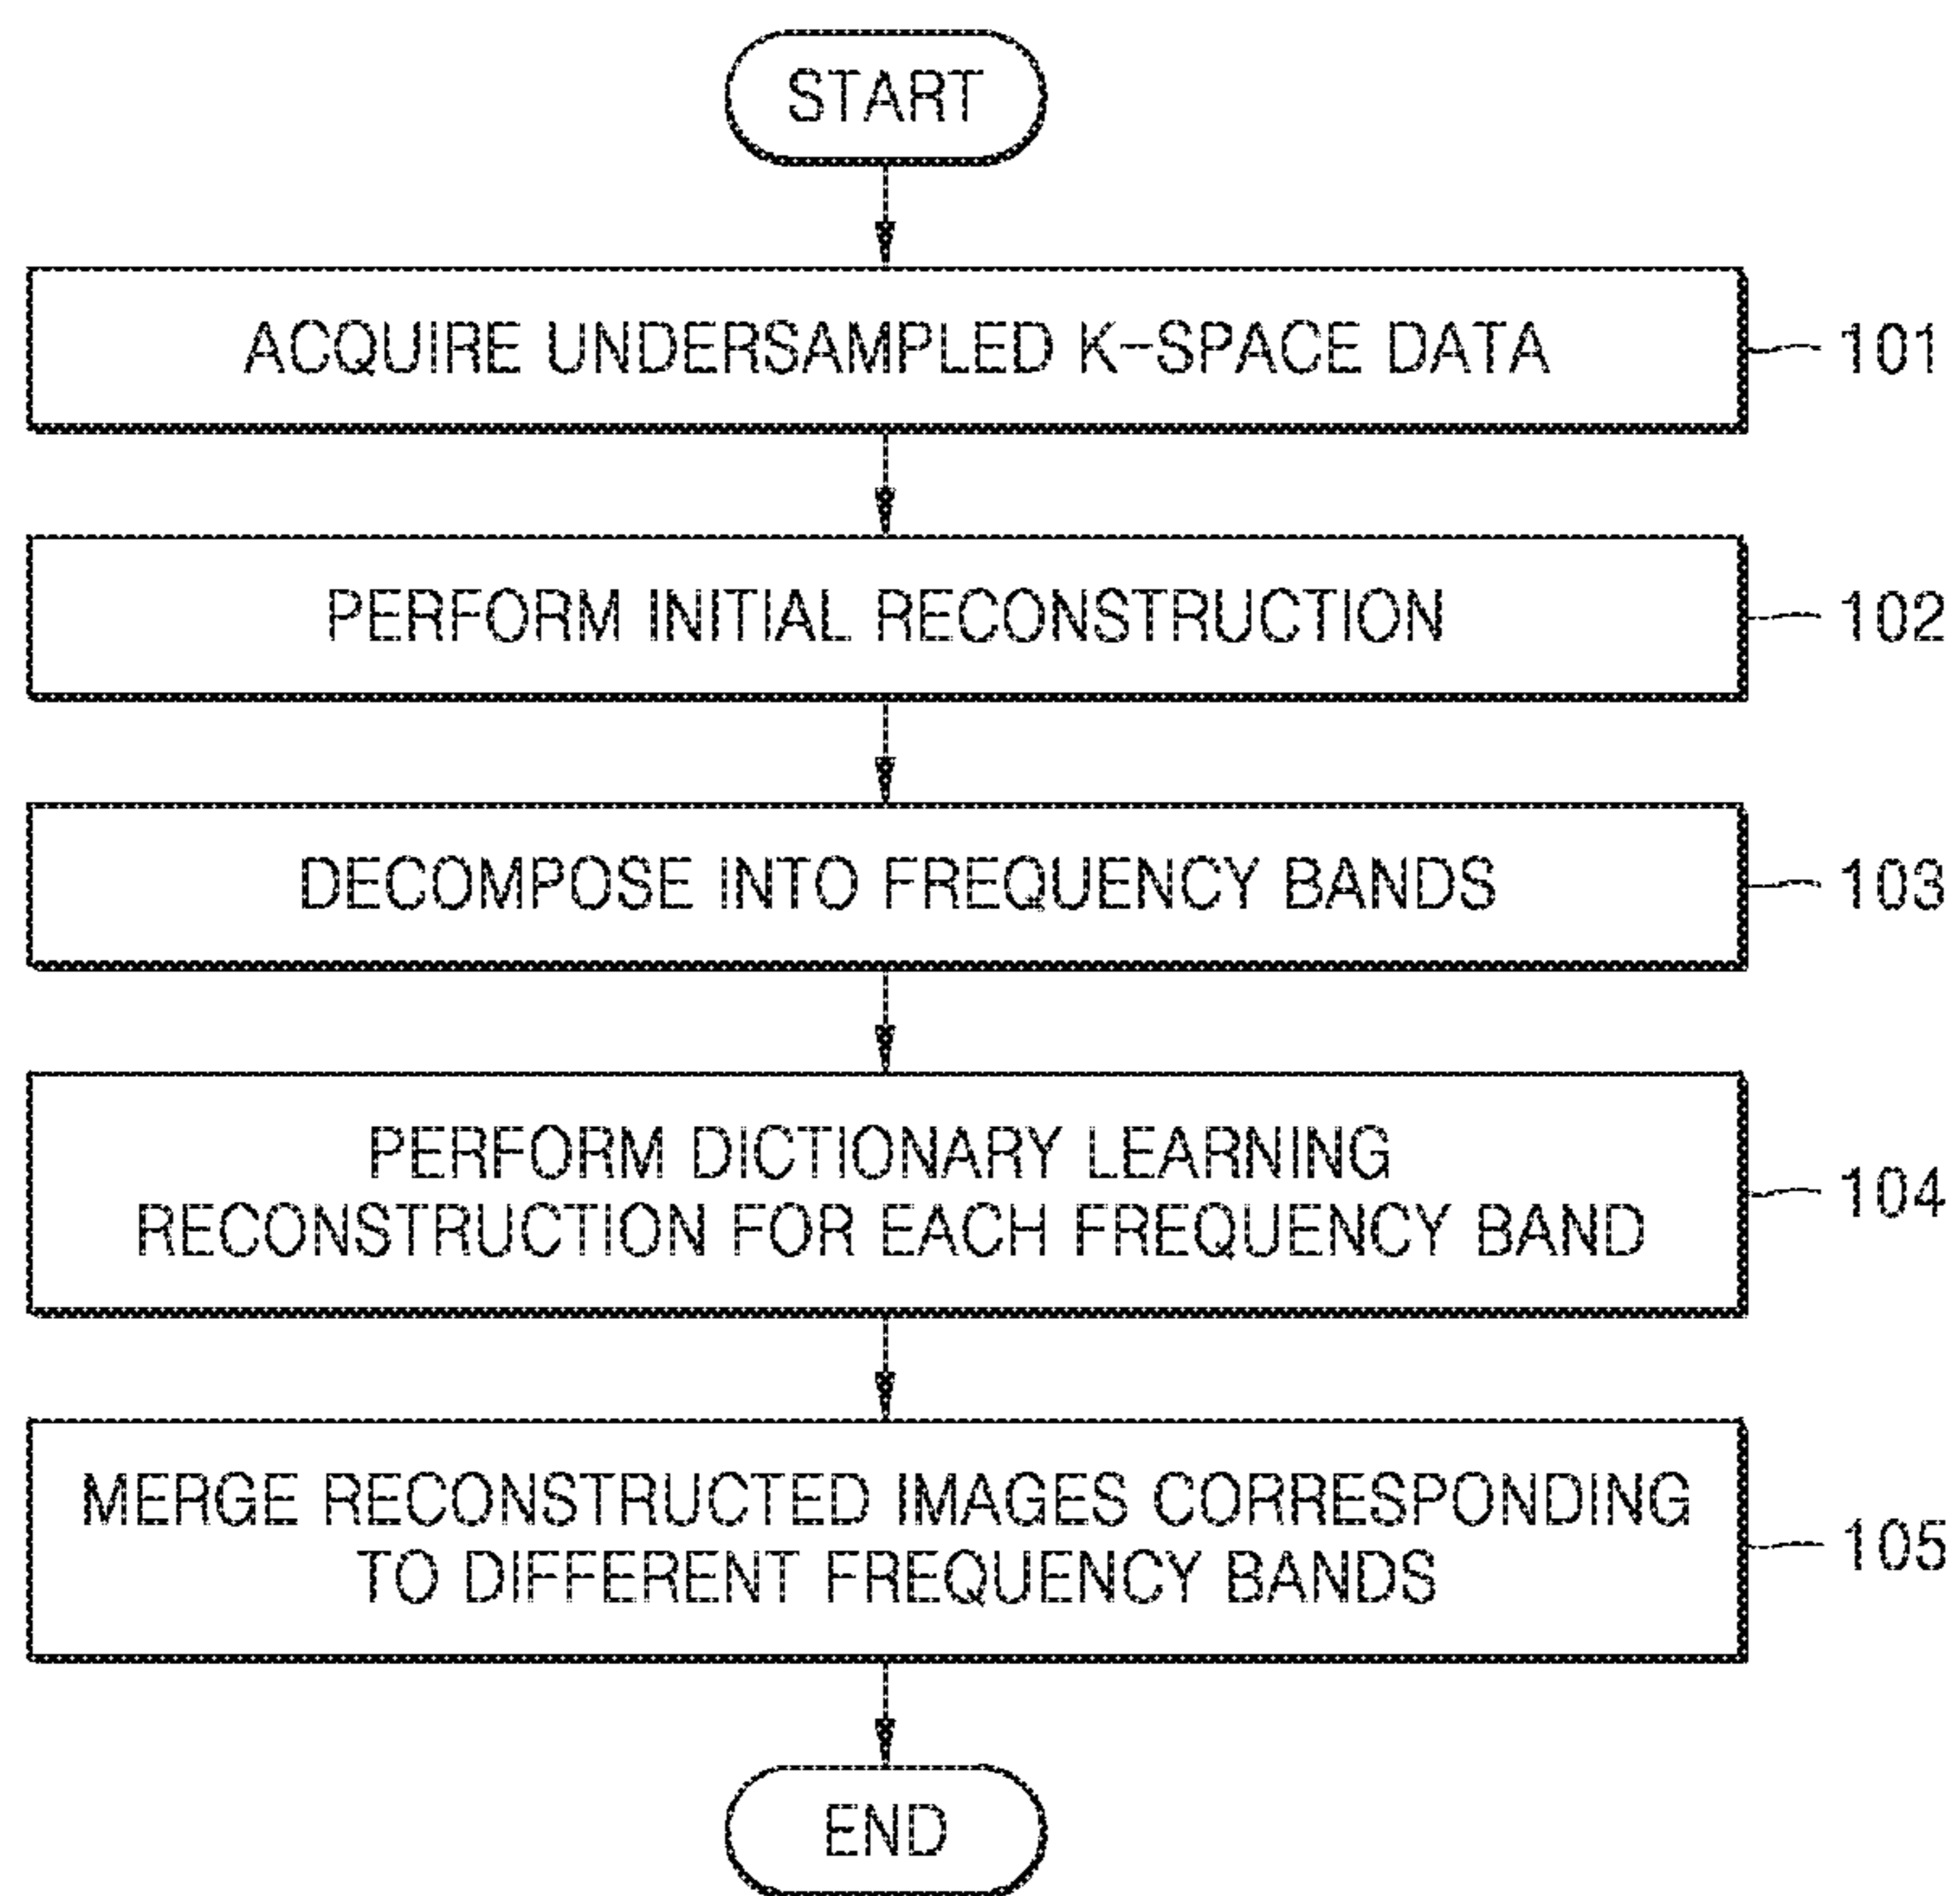 START
ACQUIRE UNDERSAMPLED K-SPACE DATA
101
PERFORM INITIAL RECONSTRUCTION
102
DECOMPOSE INTO FREQUENCY BANDS
103
PERFORM DICTIONARY LEARNING
RECONSTRUCTION FOR EACH FREQUENCY BAND
104
MERGE RECONSTRUCTED IMAGES CORRESPONDING
TO DIFFERENT FREQUENCY BANDS
105
END